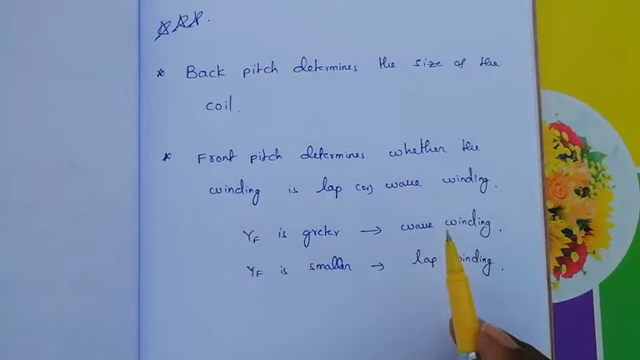 * Back pitch determines the size of the
coil.
* Front pitch determines whether the
winding is lap (or) wave winding.
YF is greter → wave winding.
YF is smaller → lap winding.